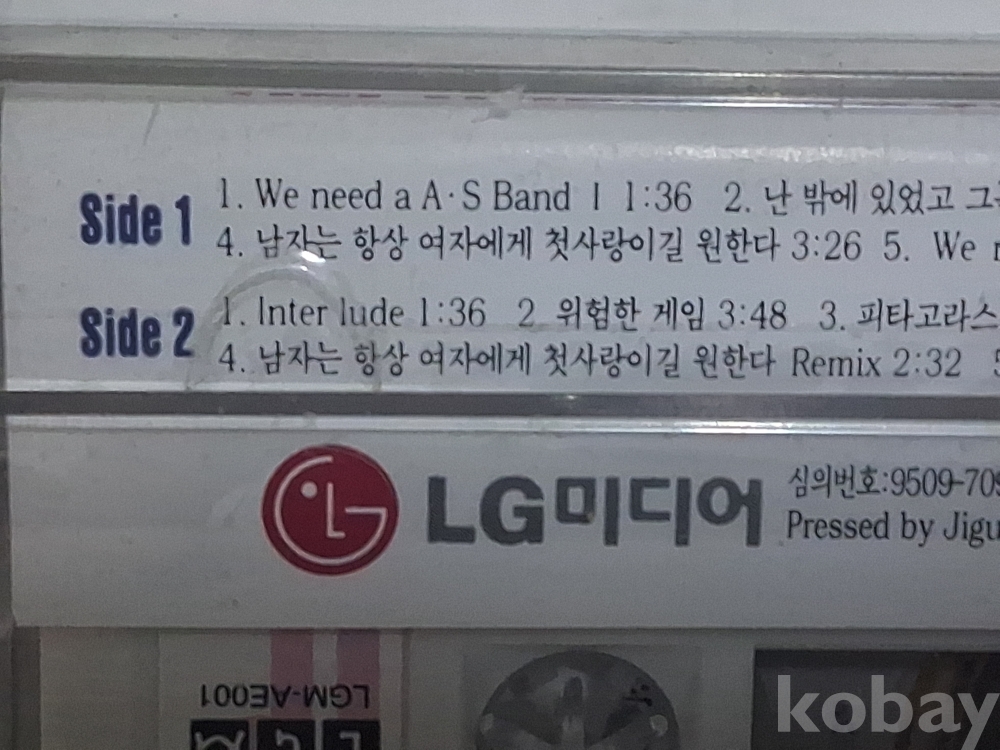 Side 1
1. We need a A·S Band I 1:36 2. 난 밖에 있었고
4. 남자는 항상 여자에게 첫사랑이길 원한다 3:26 5. We
Side 2
1. Inter lude 1:36 2 위험한 게임 3:48 3. 피타고라스
4. 남자는 항상 여자에게 첫사랑이길 원한다 Remix 2:32
LG미디어
심의번호:9509-709
Pressed by Jigu
LGM-AE001
kobay